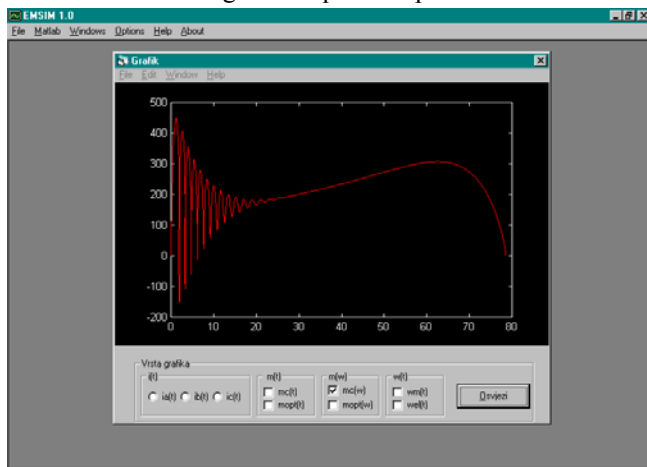 EMSIM 1.0
File Matlab Windows Options Help About
Grafik
File Edit Window Help
500
400
300
200
100
0
-100
-200
0 10 20 30 40 50 60 70 80
Vrsta grafika
i(t) m(t) m(w) w(t)
ia(t) ib(t) ic(t) mc(t) mc(w) wm(t) Osvjezi
mopt(t) mopt(w) wel(t)